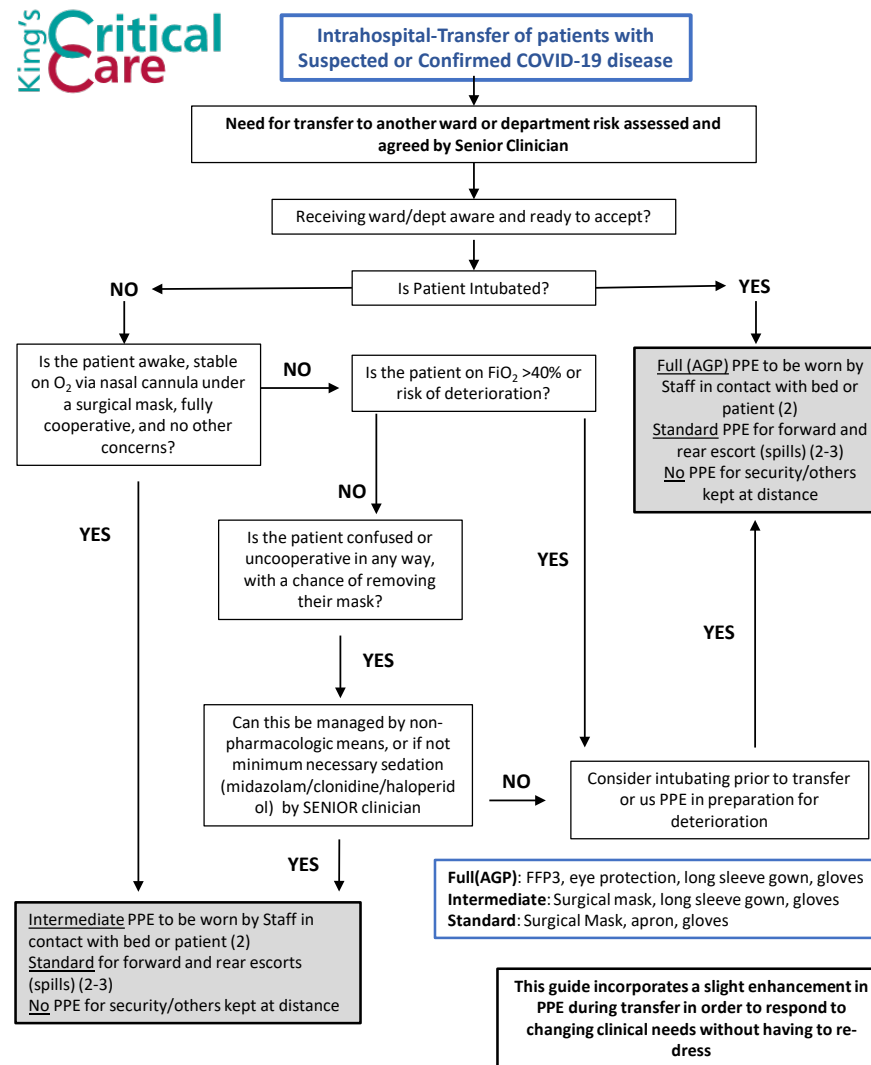 King's
Critical
Care
Intrahospital-Transfer of patients with
Suspected or Confirmed COVID-19 disease
Need for transfer to another ward or department risk assessed and
agreed by Senior Clinician
Receiving ward/dept aware and ready to accept?
Is Patient Intubated?
NO
YES
Is the patient awake, stable
on O₂ via nasal cannula under
a surgical mask, fully
cooperative, and no other
concerns?
NO
Is the patient on FiO₂ >40% or
risk of deterioration?
Full (AGP) PPE to be worn by
Staff in contact with bed or
patient (2)
Standard PPE for forward and
rear escort (spills) (2-3)
No PPE for security/others
kept at distance
NO
YES
Is the patient confused or
uncooperative in any way,
with a chance of removing
their mask?
YES
YES
YES
Can this be managed by non-
pharmacologic means, or if not
minimum necessary sedation
(midazolam/clonidine/haloperid
ol) by SENIOR clinician
NO
Consider intubating prior to transfer
or us PPE in preparation for
deterioration
YES
Full(AGP): FFP3, eye protection, long sleeve gown, gloves
Intermediate: Surgical mask, long sleeve gown, gloves
Standard: Surgical Mask, apron, gloves
Intermediate PPE to be worn by Staff in
contact with bed or patient (2)
Standard for forward and rear escorts
(spills) (2-3)
No PPE for security/others kept at distance
This guide incorporates a slight enhancement in
PPE during transfer in order to respond to
changing clinical needs without having to re-
dress